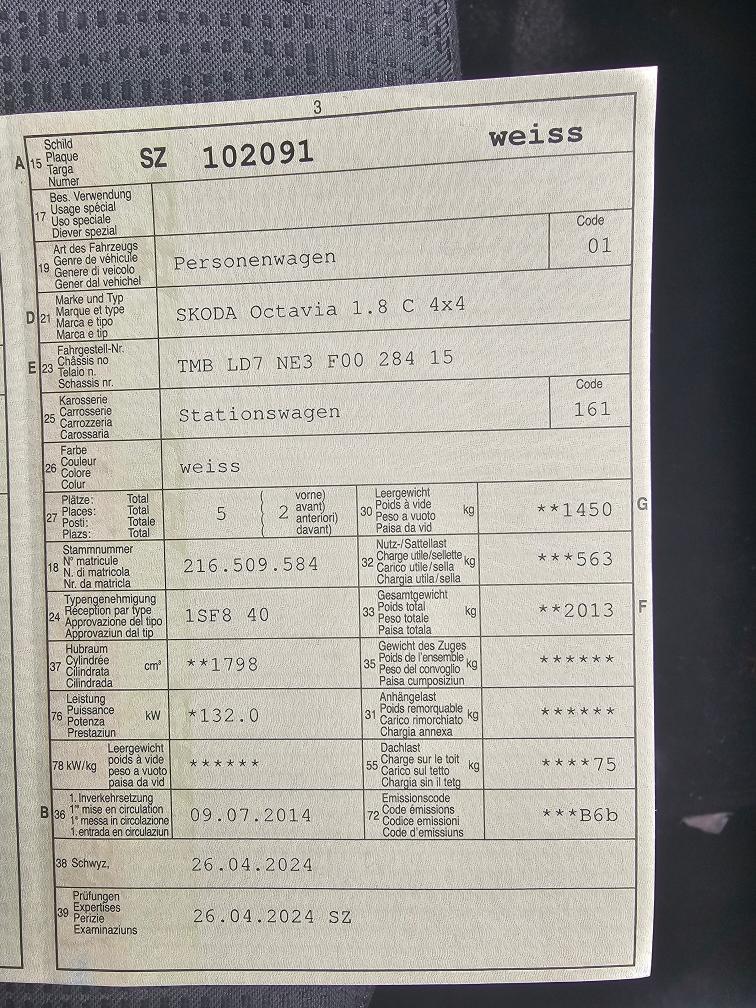 3
A 15 Schild
Plaque
Targa
Numer
SZ 102091 weiss
17 Bes. Verwendung
Usage spécial
Uso speciale
Diever spezial
19 Art des Fahrzeugs
Genre de véhicule
Genere di veicolo
Gener dal vehichel
Personenwagen
Code
01
D 21 Marke und Typ
Marque et type
Marca e tipo
Marca e tip
SKODA Octavia 1.8 C 4x4
E 23 Fahrgestell-Nr.
Châssis no
Telaio n.
Schassis nr.
TMB LD7 NE3 F00 284 15
25 Karosserie
Carrosserie
Carrozzeria
Carossaria
Stationswagen
Code
161
26 Farbe
Couleur
Colore
Colur
weiss
27 Plätze: Total
Places: Total
Posti: Totale
Plazs: Total
5 ( 2 vorne)
avant)
anteriori)
davant)
30 Leergewicht
Poids à vide
Peso a vuoto
Paisa da vid
kg
**1450
G
18 Stammnummer
N° matricule
N. di matricola
Nr. da matricla
216.509.584
32 Nutz-/Sattellast
Charge utile/sellette
Carico utile/sella
Chargia utila/sella
kg
***563
24 Typengenehmigung
Réception par type
Approvazione del tipo
Approvaziun dal tip
1SF8 40
33 Gesamtgewicht
Poids total
Peso totale
Paisa totala
kg
**2013
F
37 Hubraum
Cylindrée
Cilindrata
Cilindrada
cm³
**1798
35 Gewicht des Zuges
Poids de l'ensemble
Peso del convoglio
Paisa cumposiziun
kg
******
76 Leistung
Puissance
Potenza
Prestaziun
kW
*132.0
31 Anhängelast
Poids remorquable
Carico rimorchiato
Chargia annexa
kg
******
78 kW/kg
Leergewicht
poids à vide
peso a vuoto
paisa da vid
******
55 Dachlast
Charge sur le toit
Carico sul tetto
Chargia sin il tetg
kg
****75
B 36 1. Inverkehrsetzung
1re mise en circulation
1a messa in circolazione
1. entrada en circulaziun
09.07.2014
72 Emissionscode
Code émissions
Codice emissioni
Code d'emissiuns
***B6b
38 Schwyz, 26.04.2024
39 Prüfungen
Expertises
Perizie
Examinaziuns
26.04.2024 SZ